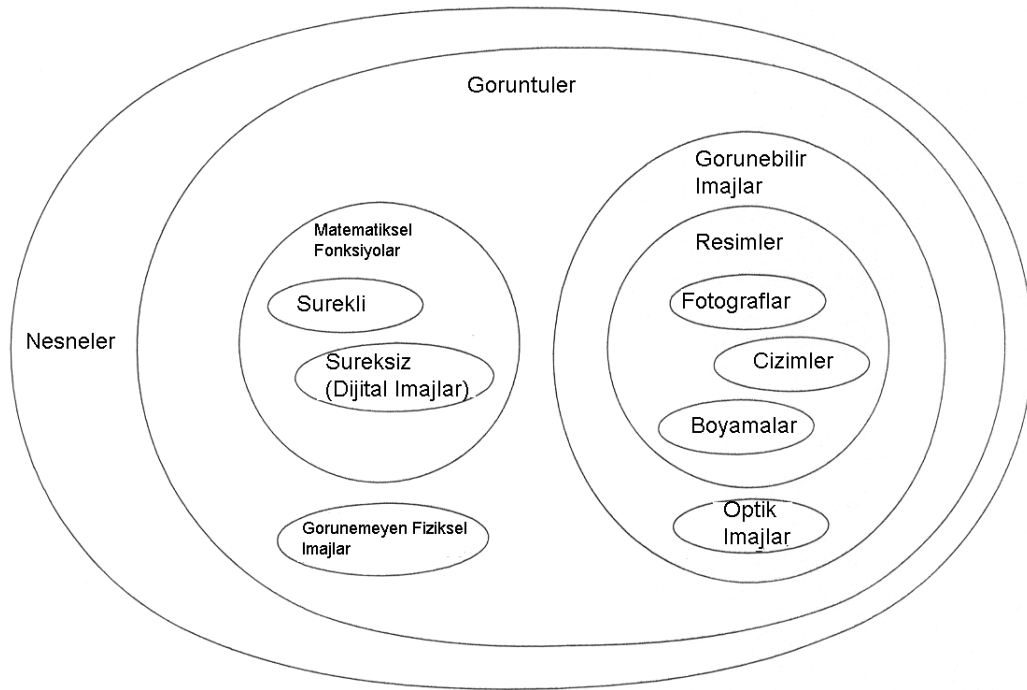 Goruntuler
Gorunebilir
Imajlar
Matematiksel
Fonksiyolar
Resimler
Surekli
Fotograflar
Nesneler
Sureksiz
(Dijital Imajlar)
Cizimler
Boyamalar
Optik
Imajlar
Gorunemeyen Fiziksel
Imajlar